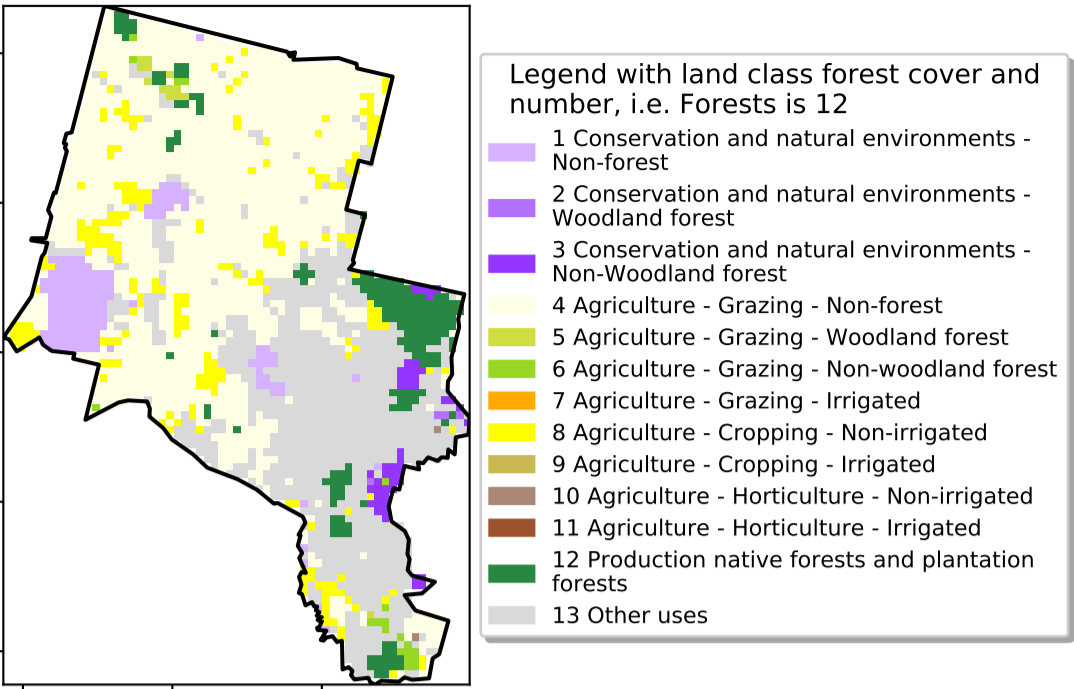 Legend with land class forest cover and
number, i.e. Forests is 12
1 Conservation and natural environments -
Non-forest
2 Conservation and natural environments -
Woodland forest
3 Conservation and natural environments -
Non-Woodland forest
4 Agriculture - Grazing - Non-forest
5 Agriculture - Grazing - Woodland forest
6 Agriculture - Grazing - Non-woodland forest
7 Agriculture - Grazing - Irrigated
8 Agriculture - Cropping - Non-irrigated
9 Agriculture - Cropping - Irrigated
10 Agriculture - Horticulture - Non-irrigated
11 Agriculture - Horticulture - Irrigated
12 Production native forests and plantation
forests
13 Other uses